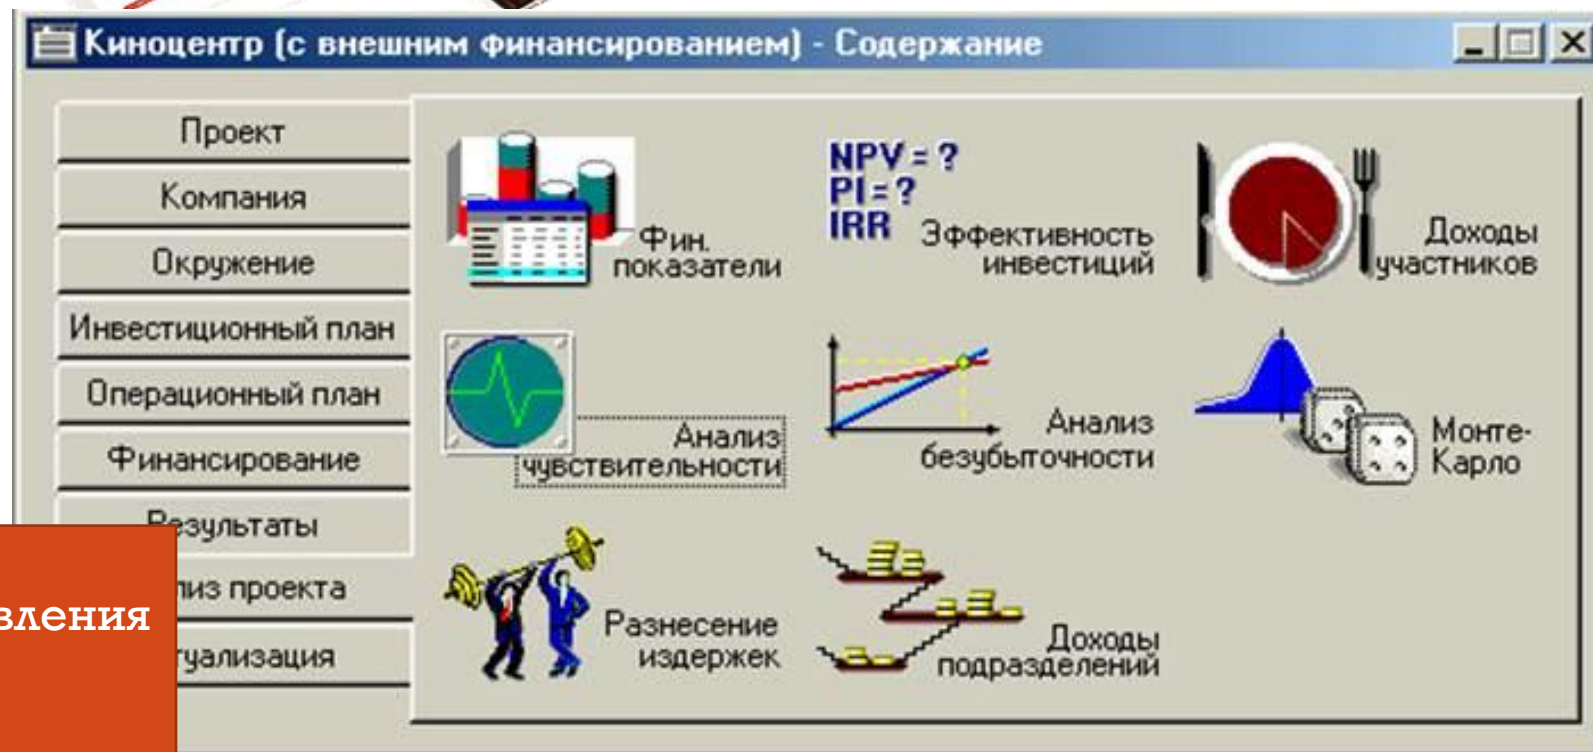 Киноцентр (с внешним финансированием) - Содержание
Проект
Компания
Окружение
Инвестиционный план
Операционный план
Финансирование
Результаты
лиз проекта
туализация
вления
Фин.
показатели
NPV = ?
PI = ?
IRR
Эффективность
инвестиций
Доходы
участников
Анализ
чувствительности
Анализ
безубыточности
Монте-
Карло
Разнесение
издержек
Доходы
подразделений